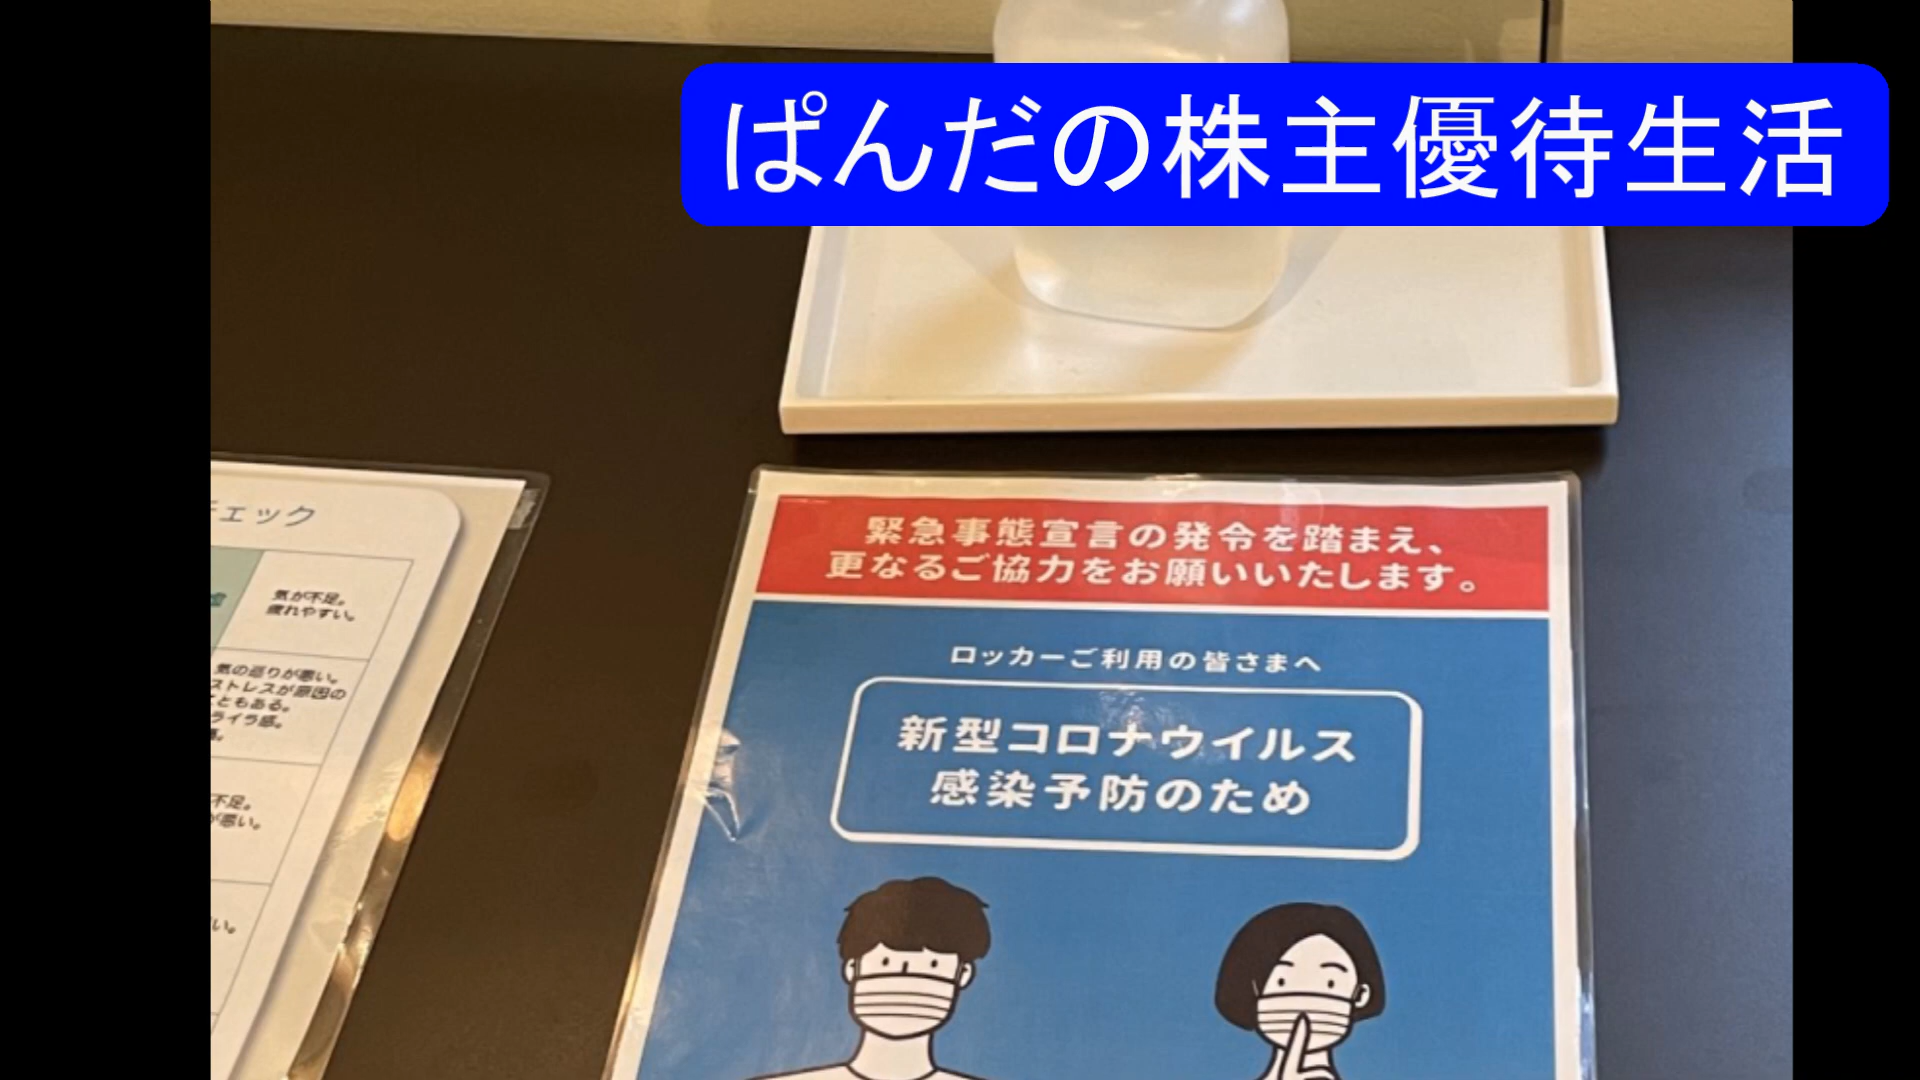 ぱんだの株主優待生活
チェック
気が不足。
疲れやすい。
気の巡りが悪い。
ストレスが原因の
こともある。
ライラ感。
不足。
が悪い。
い。
緊急事態宣言の発令を踏まえ、
更なるご協力をお願いいたします。
ロッカーご利用の皆さまへ
新型コロナウイルス
感染予防のため